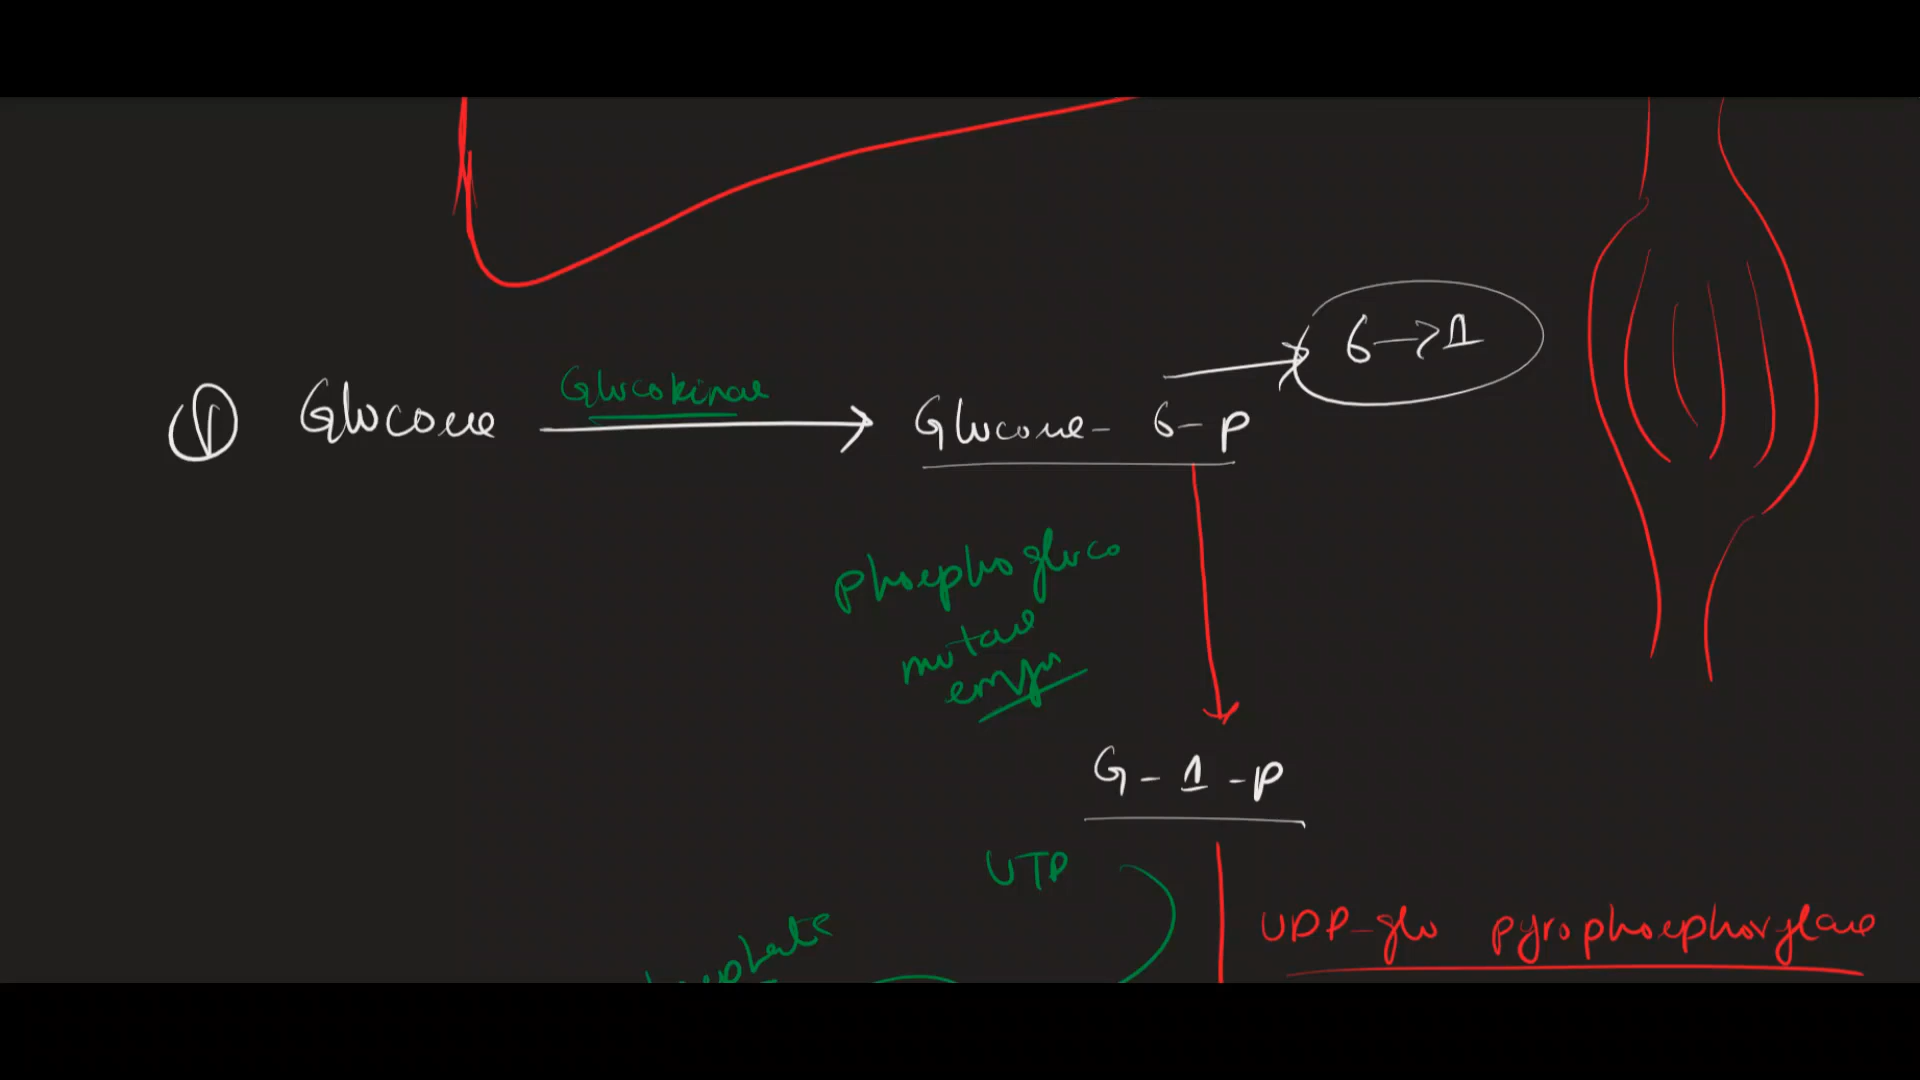 6→1
① Glucose Glucokinase → Glucose-6-P
phosphogluco
mutase
enzym
G-1-P
UTP
UDP-glu pyrophosphorylase